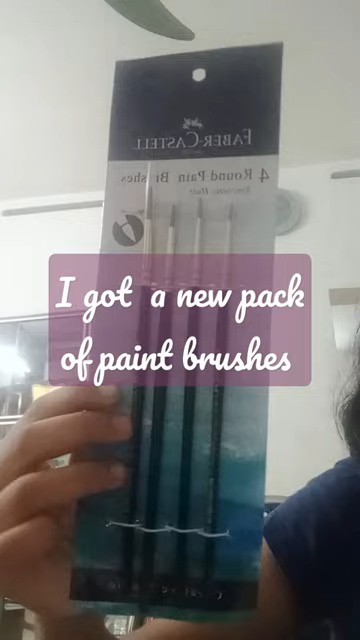 FABER-CASTELL
4 Round Paint Brushes
I got a new pack
of paint brushes